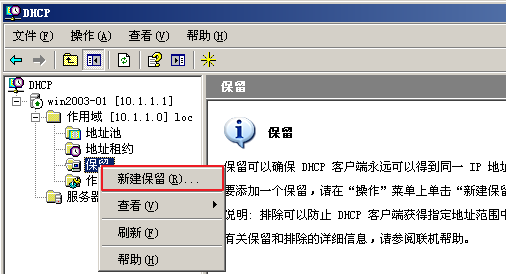 DHCP
文件(F) 操作(A) 查看(V) 帮助(H)
DHCP
win2003-01 [10.1.1.1]
作用域 [10.1.1.0] loc
地址池
地址租约
保留
作
服务器
新建保留(R)...
查看(V)
刷新(F)
帮助(H)
保留
保留
保留可以确保 DHCP 客户端永远可以得到同一 IP 地址
要添加一个保留，请在“操作”菜单上单击“新建保留
说明: 排除可以防止 DHCP 客户端获得指定地址范围中
有关保留和排除的详细信息，请参阅联机帮助。